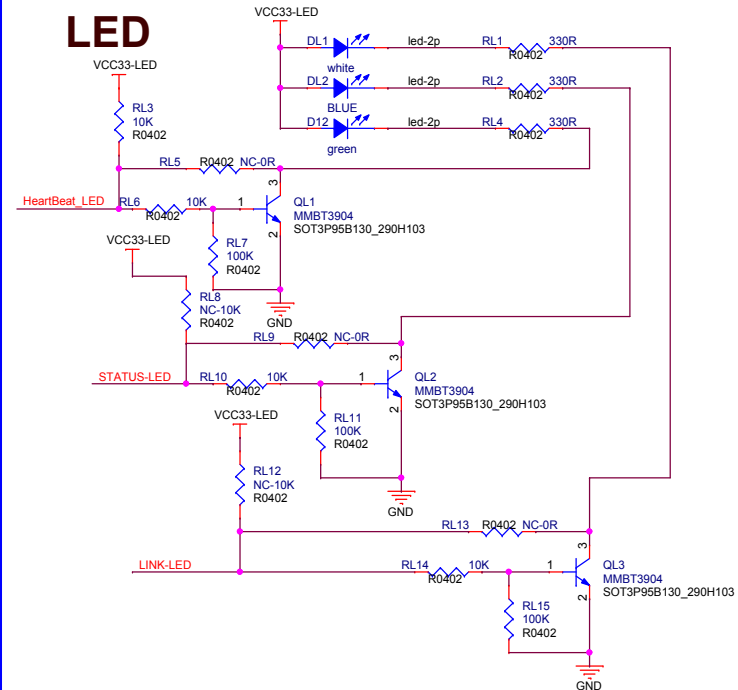 LED
VCC33-LED
VCC33-LED
DL1 led-2p RL1 330R
R0402
white
DL2 led-2p RL2 330R
R0402
BLUE
D12 led-2p RL4 330R
R0402
green
RL3
10K
R0402
RL5 R0402 NC-0R
HeartBeat_LED RL6 10K
R0402
1
3
2
QL1
MMBT3904
SOT3P95B130_290H103
RL7
100K
R0402
GND
VCC33-LED
RL8
NC-10K
R0402
RL9 R0402 NC-0R
STATUS-LED RL10 10K
R0402
1
3
2
QL2
MMBT3904
SOT3P95B130_290H103
RL11
100K
R0402
GND
VCC33-LED
RL12
NC-10K
R0402
RL13 R0402 NC-0R
LINK-LED RL14 10K
R0402
1
3
2
QL3
MMBT3904
SOT3P95B130_290H103
RL15
100K
R0402
GND